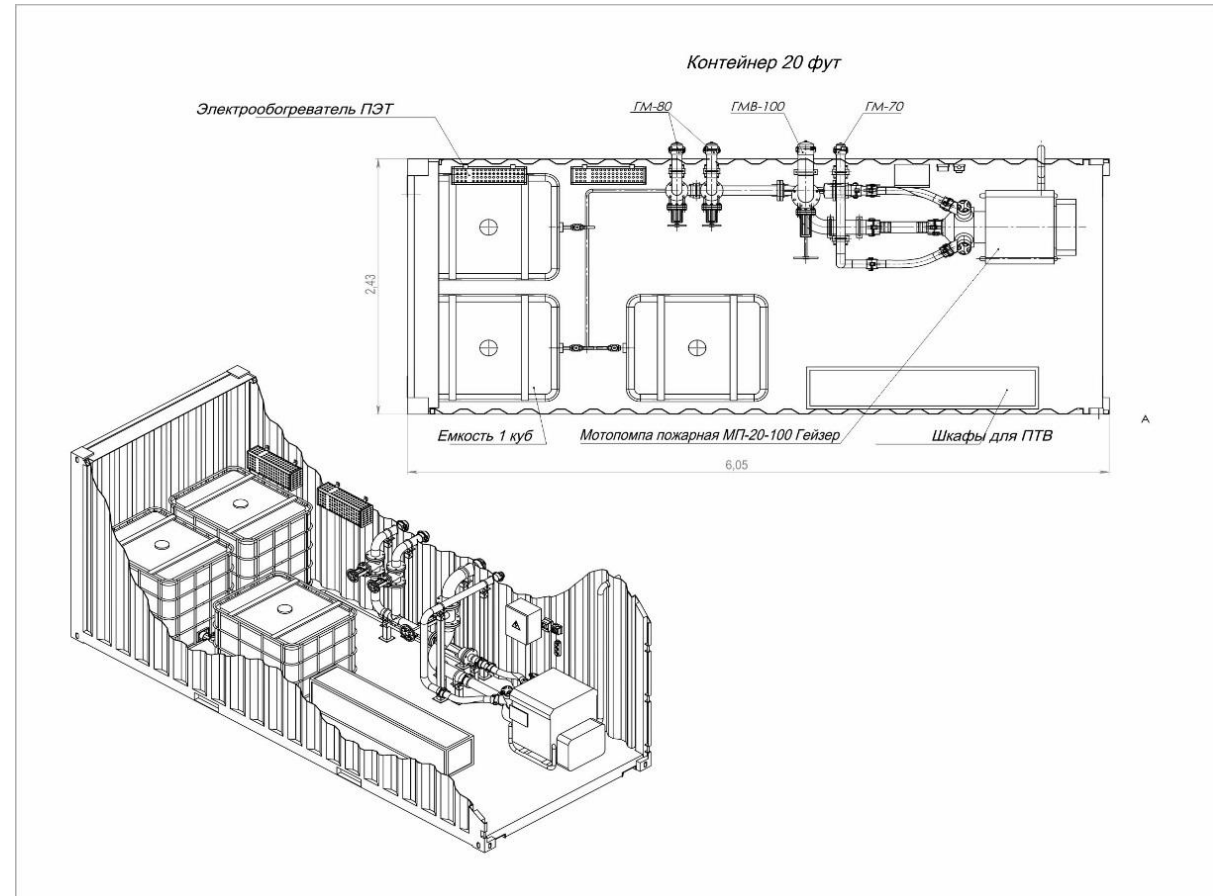 Контейнер 20 фут
Электрообогреватель ПЭТ
ГМ-80
ГМВ-100
ГМ-70
2,43
Емкость 1 куб
Мотопомпа пожарная МП-20-100 Гейзер
Шкафы для ПТВ
А
6,05